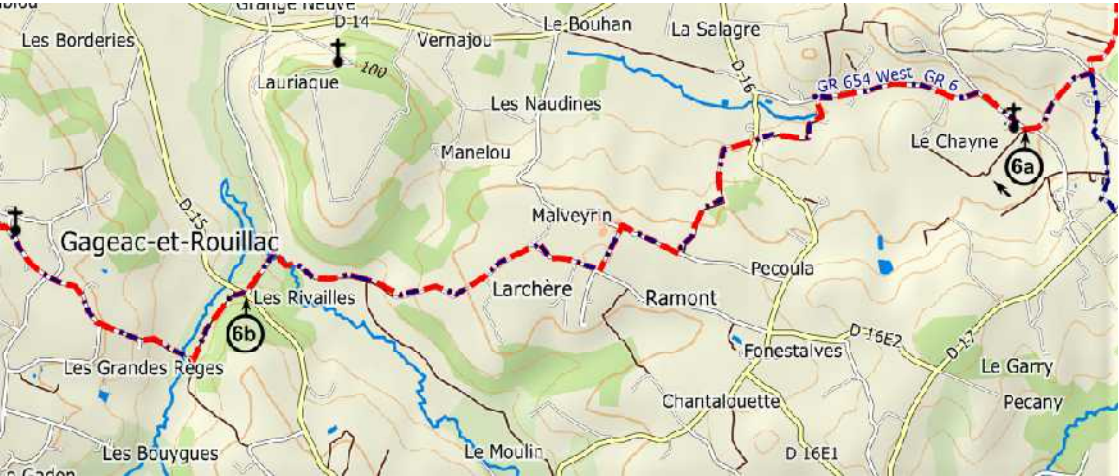 Grange Neuve
D 14
Le Bouhan
La Salagre
Les Borderies
Vernajou
Lauriaque
100
D-16
GR 654 West GR 6
Les Naudines
Manelou
Le Chayne
6a
D-15
Malveyrin
Gageac-et-Rouillac
Pecoula
Les Rivailles
Larchère
Ramont
6b
D-16E2
D-17
Fonestalves
Les Grandes Règes
Le Garry
Chantalouette
Pecany
Les Bouygues
Le Moulin
D 16E1